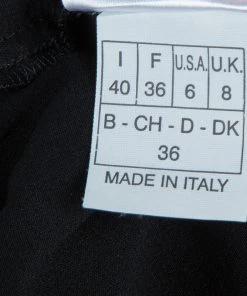 I F U.S.A. U.K.
40 36 6 8
B - CH - D - DK
36
MADE IN ITALY